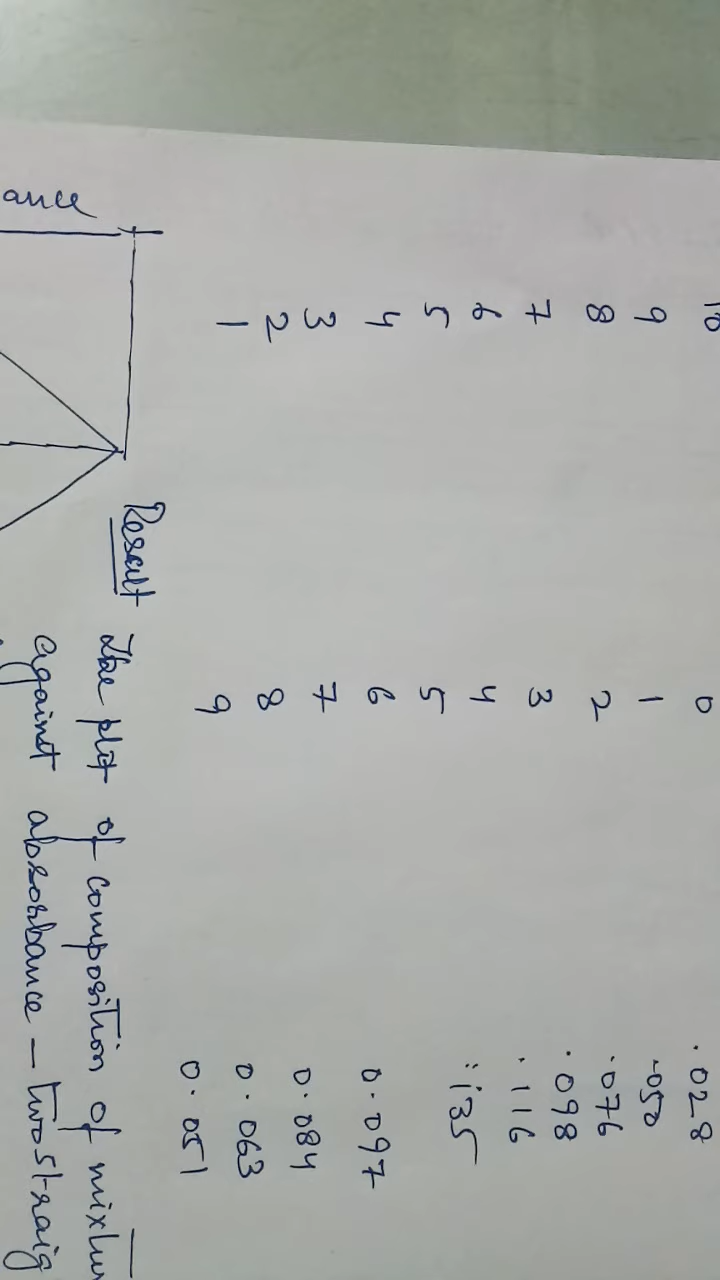 10 0 .028
9 1 .050
8 2 .076
7 3 .098
6 4 .116
5 5 .135
4 6 0.097
3 7 0.084
2 8 0.063
1 9 0.051
Result The plot of composition of mixtur
against absorbance - two straig
ance